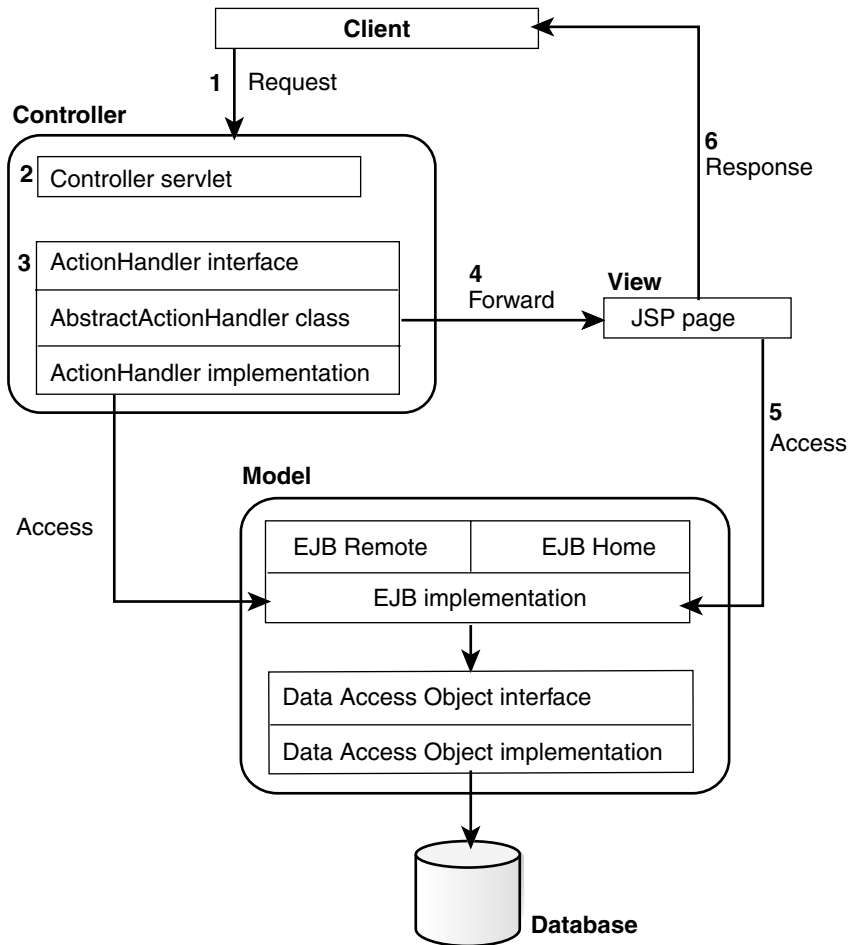 Client
1 Request
Controller
2 Controller servlet
3 ActionHandler interface
AbstractActionHandler class
ActionHandler implementation
4
Forward
View
JSP page
6
Response
5
Access
Access
Model
EJB Remote
EJB Home
EJB implementation
Data Access Object interface
Data Access Object implementation
Database